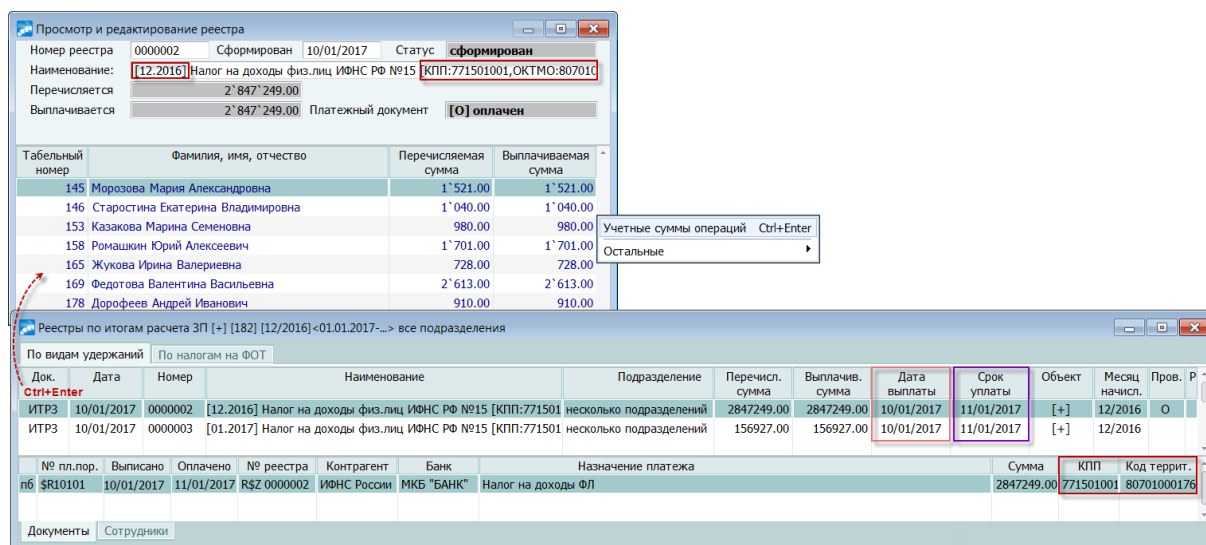 Просмотр и редактирование реестра
Номер реестра 0000002 Сформирован 10/01/2017 Статус сформирован
Наименование: [12.2016] Налог на доходы физ.лиц ИФНС РФ №15 [КПП:771501001,ОКТМО:807010
Перечисляется 2`847`249.00
Выплачивается 2`847`249.00 Платежный документ [О] оплачен
Табельный номер Фамилия, имя, отчество Перечисляемая сумма Выплачиваемая сумма
145 Морозова Мария Александровна 1`521.00 1`521.00
146 Старостина Екатерина Владимировна 1`040.00 1`040.00
153 Казакова Марина Семеновна 980.00 980.00
158 Ромашкин Юрий Алексеевич 1`701.00 1`701.00
165 Жукова Ирина Валериевна 728.00 728.00
169 Федотова Валентина Васильевна 2`613.00 2`613.00
178 Дорофеев Андрей Иванович 910.00 910.00
Учетные суммы операций Ctrl+Enter
Остальные
Реестры по итогам расчета ЗП [+] [182] [12/2016]<01.01.2017-...> все подразделения
По видам удержаний По налогам на ФОТ
Док. Дата Номер Наименование Подразделение Перечисл. сумма Выплачив. сумма Дата выплаты Срок уплаты Объект Месяц начисл. Пров. Р
Ctrl+Enter
ИТРЗ 10/01/2017 0000002 [12.2016] Налог на доходы физ.лиц ИФНС РФ №15 [КПП:771501 несколько подразделений 2847249.00 2847249.00 10/01/2017 11/01/2017 [+] 12/2016 О
ИТРЗ 10/01/2017 0000003 [01.2017] Налог на доходы физ.лиц ИФНС РФ №15 [КПП:771501 несколько подразделений 156927.00 156927.00 10/01/2017 11/01/2017 [+] 12/2016
№ пл.пор. Выписано Оплачено № реестра Контрагент Банк Назначение платежа Сумма КПП Код террит.
пб $R10101 10/01/2017 11/01/2017 R$Z 0000002 ИФНС России МКБ "БАНК" Налог на доходы ФЛ 2847249.00 771501001 80701000176
Документы Сотрудники